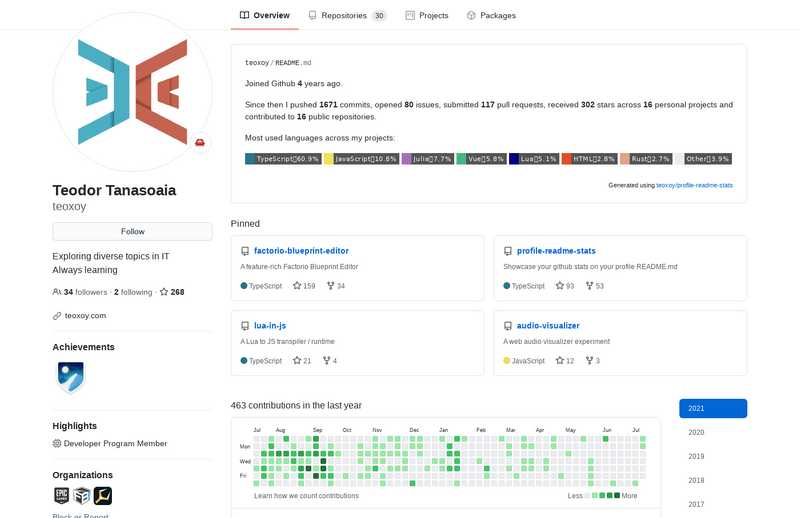 Overview
Repositories 30
Projects
Packages
Teodor Tanasoaia
teoxoy
Follow
Exploring diverse topics in IT
Always learning
34 followers · 2 following · 268
teoxoy.com
Achievements
Highlights
Developer Program Member
Organizations
EPIC GAMES
Block or Report
teoxoy/README.md
Joined Github 4 years ago.
Since then I pushed 1671 commits, opened 80 issues, submitted 117 pull requests, received 302 stars across 16 personal projects and
contributed to 16 public repositories.
Most used languages across my projects:
TypeScript 60.9% JavaScript 10.8% Julia 7.7% Vue 5.8% Lua 5.1% HTML 2.8% Rust 2.7% Other 3.9%
Generated using teoxoy/profile-readme-stats
Pinned
factorio-blueprint-editor
A feature-rich Factorio Blueprint Editor
TypeScript 159 34
profile-readme-stats
Showcase your github stats on your profile README.md
TypeScript 93 53
lua-in-js
A Lua to JS transpiler / runtime
TypeScript 21 4
audio-visualizer
A web audio visualizer experiment
JavaScript 12 3
463 contributions in the last year
Jul Aug Sep Oct Nov Dec Jan Feb Mar Apr May Jun Jul
Mon
Wed
Fri
Learn how we count contributions
Less More
2021
2020
2019
2018
2017